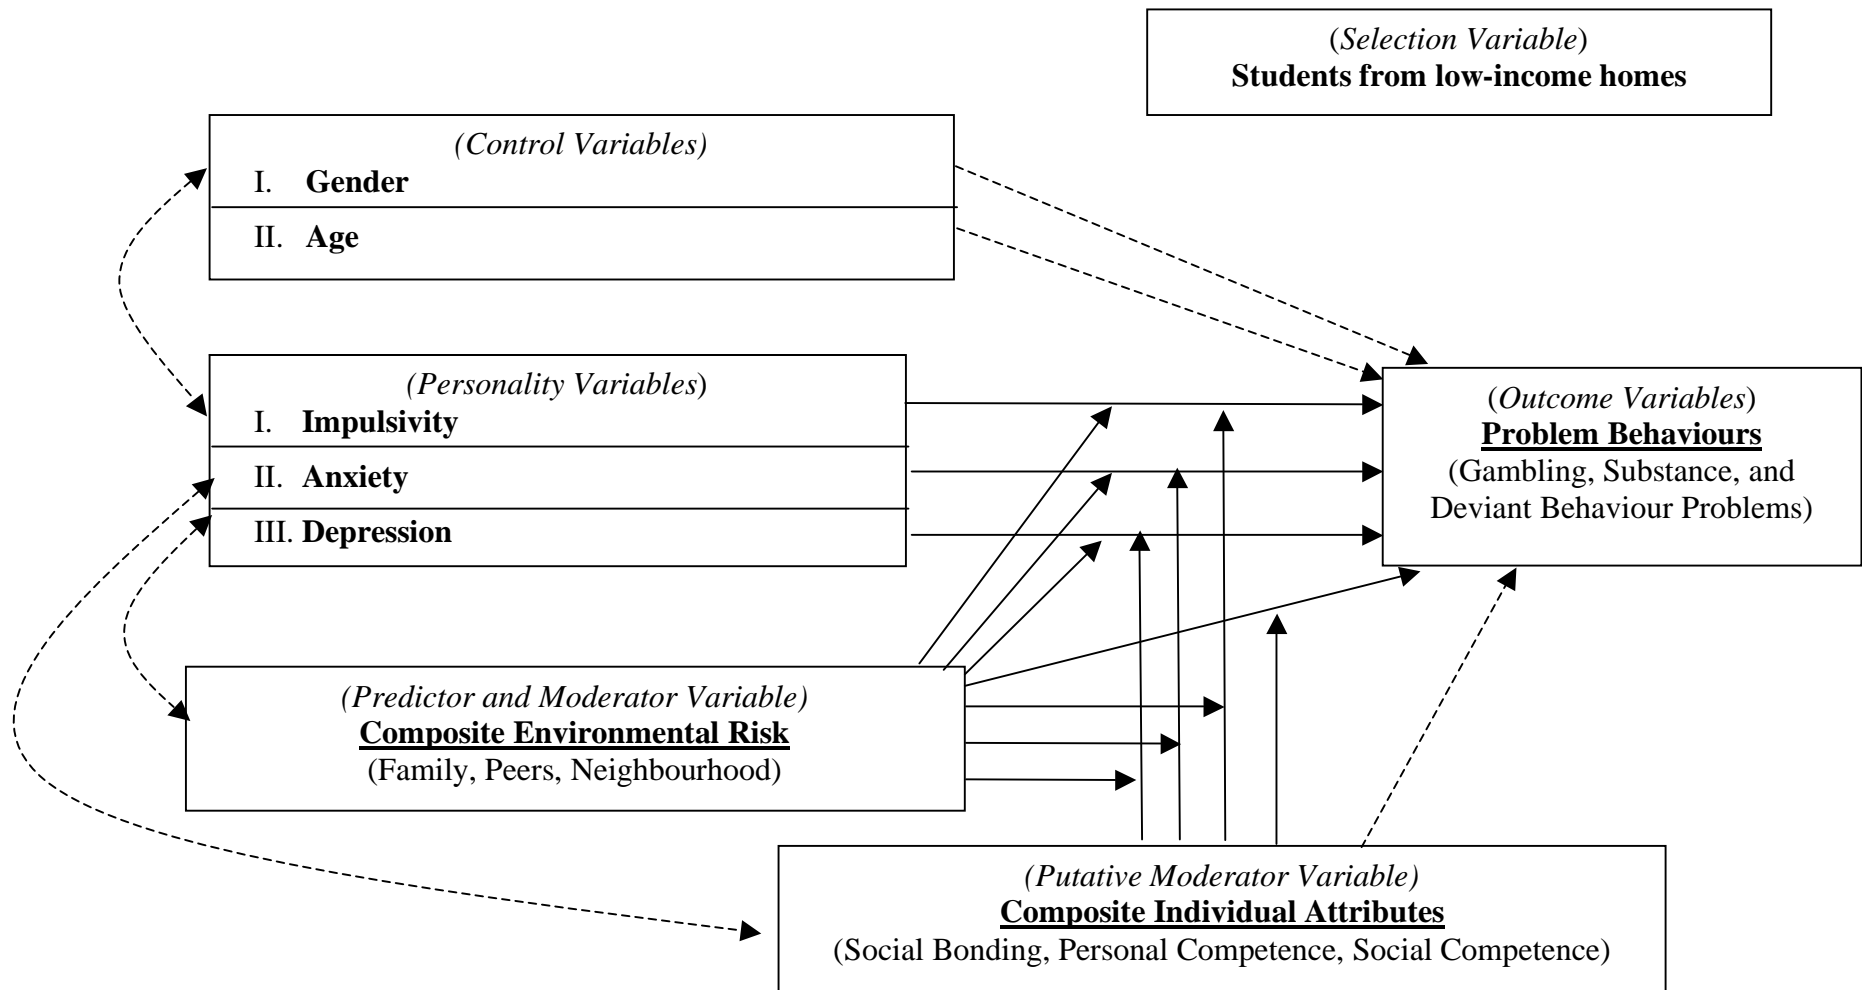 (Selection Variable)
Students from low-income homes
(Control Variables)
I. Gender
II. Age
(Personality Variables)
I. Impulsivity
II. Anxiety
III. Depression
(Outcome Variables)
Problem Behaviours
(Gambling, Substance, and
Deviant Behaviour Problems)
(Predictor and Moderator Variable)
Composite Environmental Risk
(Family, Peers, Neighbourhood)
(Putative Moderator Variable)
Composite Individual Attributes
(Social Bonding, Personal Competence, Social Competence)